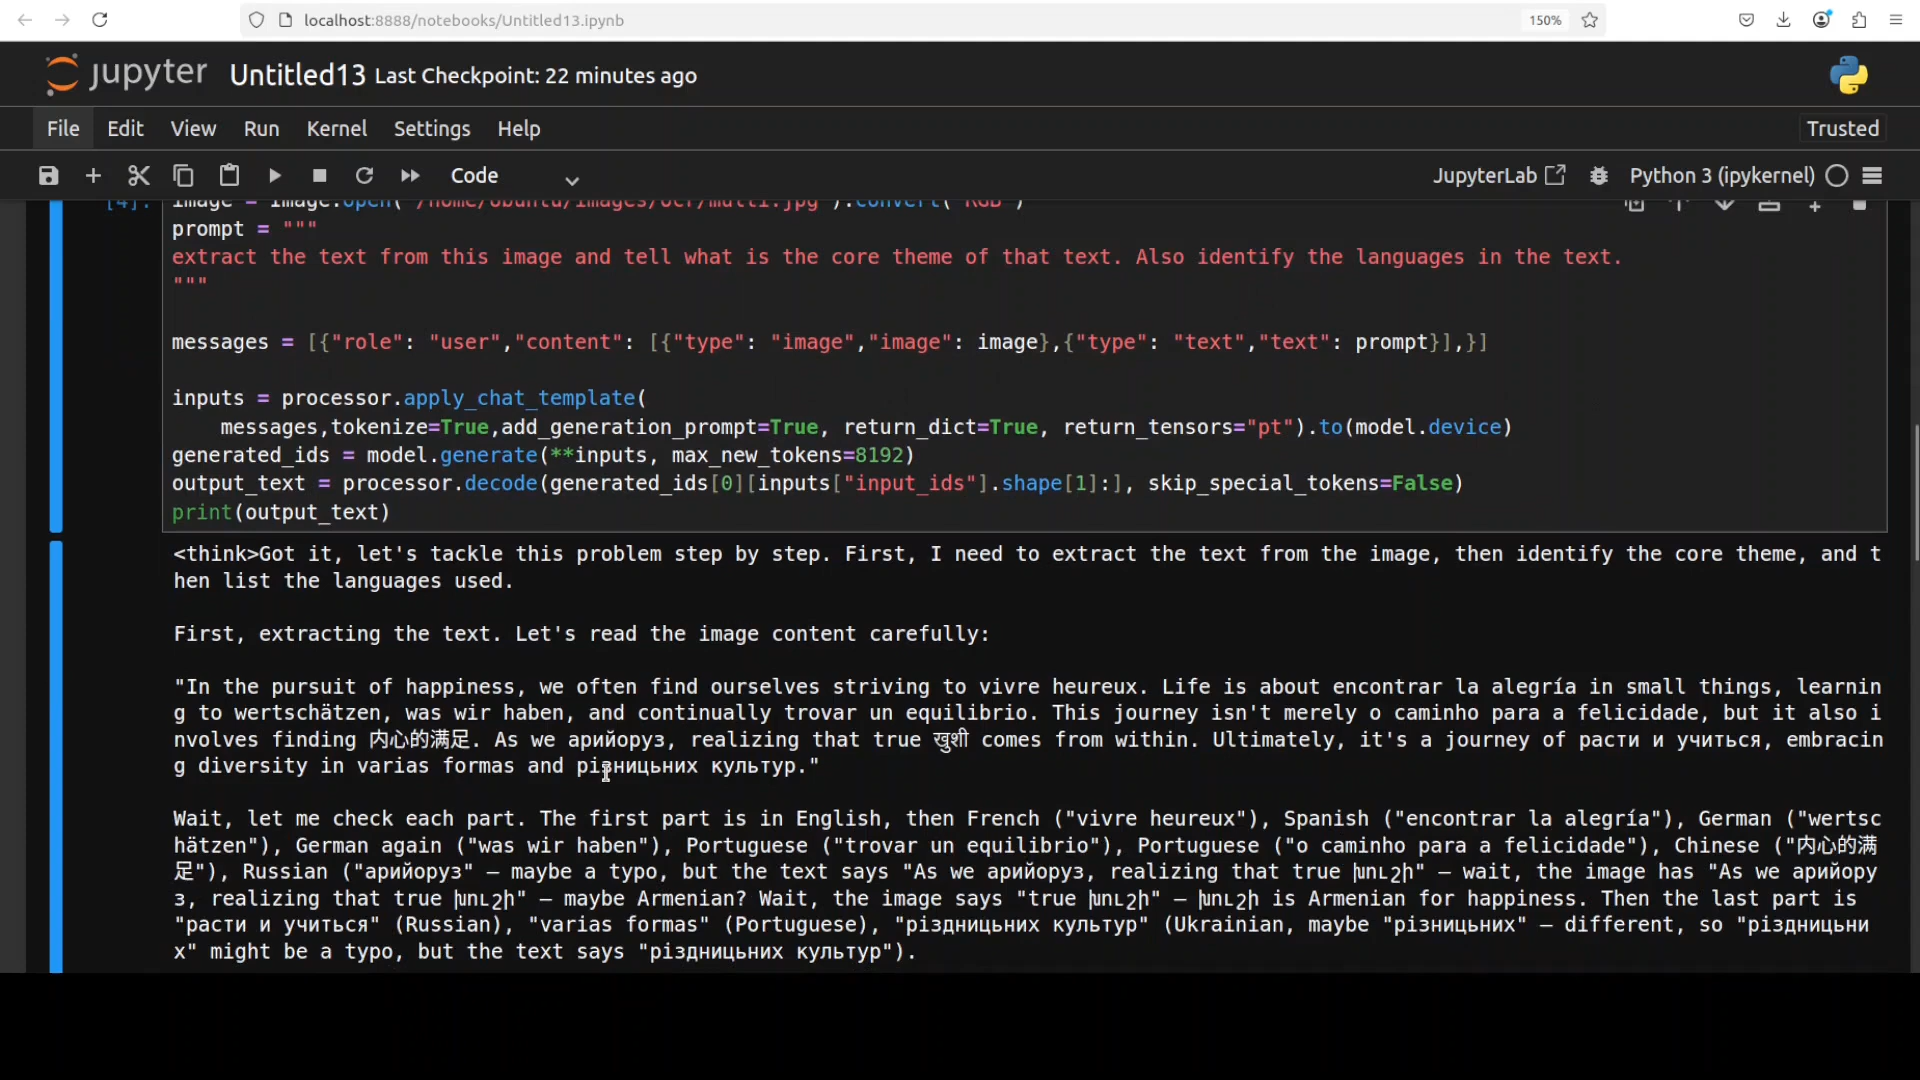 localhost:8888/notebooks/Untitled13.ipynb
150%
jupyter Untitled13 Last Checkpoint: 22 minutes ago
File Edit View Run Kernel Settings Help
Trusted
Code
JupyterLab
Python 3 (ipykernel)
[4]:
image = Image.open("/home/ubuntu/images/ocr/multi.jpg").convert("RGB")
prompt = """
extract the text from this image and tell what is the core theme of that text. Also identify the languages in the text.
"""
messages = [{"role": "user","content": [{"type": "image","image": image},{"type": "text","text": prompt}],}]
inputs = processor.apply_chat_template(
messages,tokenize=True,add_generation_prompt=True, return_dict=True, return_tensors="pt").to(model.device)
generated_ids = model.generate(**inputs, max_new_tokens=8192)
output_text = processor.decode(generated_ids[0][inputs["input_ids"].shape[1]:], skip_special_tokens=False)
print(output_text)
<think>Got it, let's tackle this problem step by step. First, I need to extract the text from the image, then identify the core theme, and t
hen list the languages used.
First, extracting the text. Let's read the image content carefully:
"In the pursuit of happiness, we often find ourselves striving to vivre heureux. Life is about encontrar la alegría in small things, learnin
g to wertschätzen, was wir haben, and continually trovar un equilibrio. This journey isn't merely o caminho para a felicidade, but it also i
nvolves finding 内心的满足. As we арийоруз, realizing that true खुशी comes from within. Ultimately, it's a journey of расти и учиться, embracin
g diversity in varias formas and різницьних культур."
Wait, let me check each part. The first part is in English, then French ("vivre heureux"), Spanish ("encontrar la alegría"), German ("wertsc
hätzen"), German again ("was wir haben"), Portuguese ("trovar un equilibrio"), Portuguese ("o caminho para a felicidade"), Chinese ("内心的满
足"), Russian ("арийоруз" – maybe a typo, but the text says "As we арийоруз, realizing that true խուշի" – wait, the image has "As we арийору
з, realizing that true խուշի" – maybe Armenian? Wait, the image says "true խուշի" – խուշի is Armenian for happiness. Then the last part is
"расти и учиться" (Russian), "varias formas" (Portuguese), "різдницьних культур" (Ukrainian, maybe "різницьних" – different, so "різдницьни
х" might be a typo, but the text says "різдницьних культур").